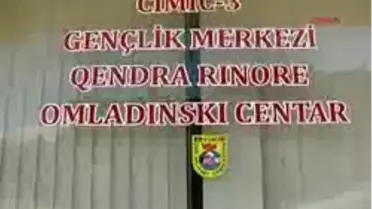 CIMIC-3
GENÇLİK MERKEZİ
QENDRA RINORE
OMLADINSKI CENTAR